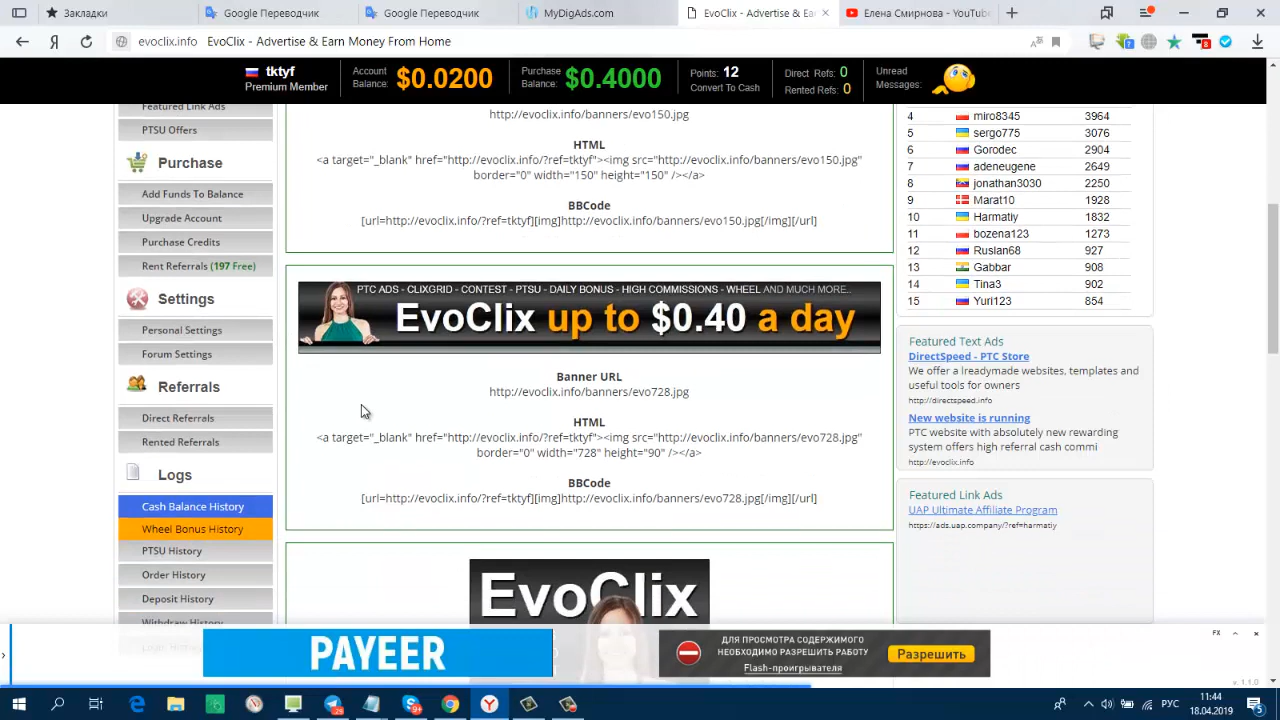 Закладки
Google Переводчик
Google Переводчик
MyDigAds.com
EvoClix - Advertise & Ea
Елена Смирнова - YouTube
evoclix.info EvoClix - Advertise & Earn Money From Home
tktyf
Premium Member
Account Balance: $0.0200
Purchase Balance: $0.4000
Points: 12
Convert To Cash
Direct Refs: 0
Rented Refs: 0
Unread Messages:
Featured Link Ads
PTSU Offers
Purchase
Add Funds To Balance
Upgrade Account
Purchase Credits
Rent Referrals (197 Free)
Settings
Personal Settings
Forum Settings
Referrals
Direct Referrals
Rented Referrals
Logs
Cash Balance History
Wheel Bonus History
PTSU History
Order History
Deposit History
Withdraw History
http://evoclix.info/banners/evo150.jpg
HTML
<a target="_blank" href="http://evoclix.info/?ref=tktyf"><img src="http://evoclix.info/banners/evo150.jpg"
border="0" width="150" height="150" /></a>
BBCode
[url=http://evoclix.info/?ref=tktyf][img]http://evoclix.info/banners/evo150.jpg[/img][/url]
PTC ADS - CLIXGRID - CONTEST - PTSU - DAILY BONUS - HIGH COMMISSIONS - WHEEL AND MUCH MORE..
EvoClix up to $0.40 a day
Banner URL
http://evoclix.info/banners/evo728.jpg
HTML
<a target="_blank" href="http://evoclix.info/?ref=tktyf"><img src="http://evoclix.info/banners/evo728.jpg"
border="0" width="728" height="90" /></a>
BBCode
[url=http://evoclix.info/?ref=tktyf][img]http://evoclix.info/banners/evo728.jpg[/img][/url]
EvoClix
4 miro8345 3964
5 sergo775 3076
6 Gorodec 2904
7 adeneugene 2649
8 jonathan3030 2250
9 Marat10 1928
10 Harmatiy 1832
11 bozena123 1273
12 Ruslan68 927
13 Gabbar 908
14 Tina3 902
15 Yuri123 854
Featured Text Ads
DirectSpeed - PTC Store
We offer a lreadymade websites, templates and
useful tools for owners
http://directspeed.info
New website is running
PTC website with absolutely new rewarding
system offers high referral cash commi
http://evoclix.info
Featured Link Ads
UAP Ultimate Affiliate Program
https://ads.uap.company/?ref=harmatiy
PAYEER
ДЛЯ ПРОСМОТРА СОДЕРЖИМОГО
НЕОБХОДИМО РАЗРЕШИТЬ РАБОТУ
Flash-проигрывателя
Разрешить
FX
v. 1.1.0
РУС
11:44
18.04.2019